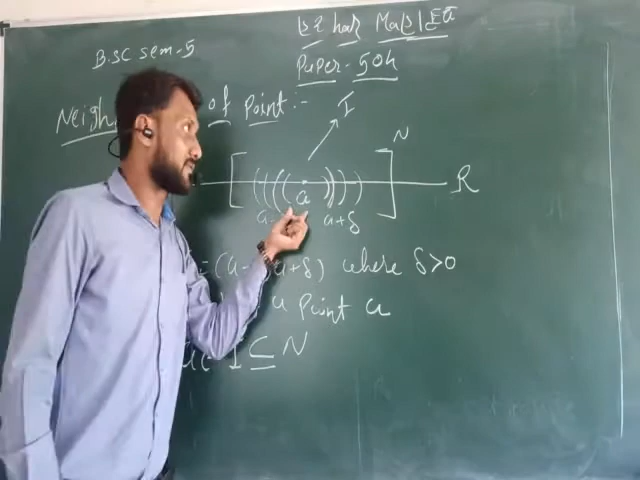 B.SC sem-5
Paper-504
Neigh of Point:-
I
N
a
R
a a+δ
=(a- a+δ) where δ>0
a Point a
I ⊆ N